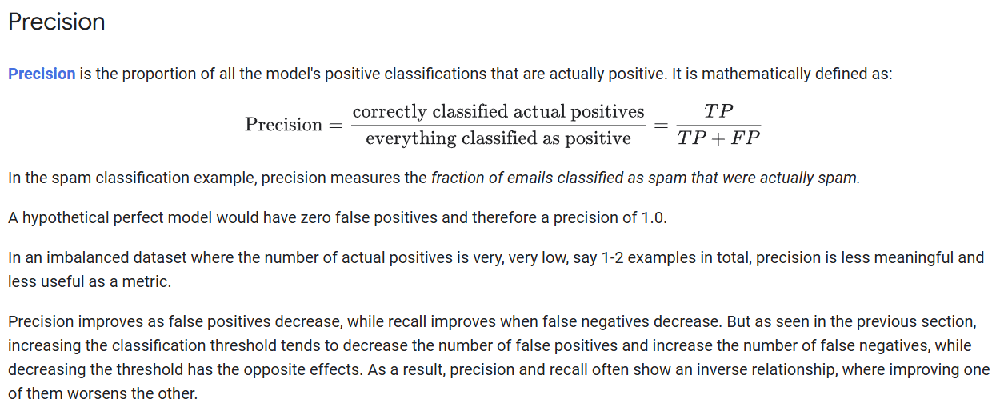 Precision
Precision is the proportion of all the model's positive classifications that are actually positive. It is mathematically defined as:
Precision = correctly classified actual positives / everything classified as positive = TP / TP + FP
In the spam classification example, precision measures the fraction of emails classified as spam that were actually spam.
A hypothetical perfect model would have zero false positives and therefore a precision of 1.0.
In an imbalanced dataset where the number of actual positives is very, very low, say 1-2 examples in total, precision is less meaningful and
less useful as a metric.
Precision improves as false positives decrease, while recall improves when false negatives decrease. But as seen in the previous section,
increasing the classification threshold tends to decrease the number of false positives and increase the number of false negatives, while
decreasing the threshold has the opposite effects. As a result, precision and recall often show an inverse relationship, where improving one
of them worsens the other.